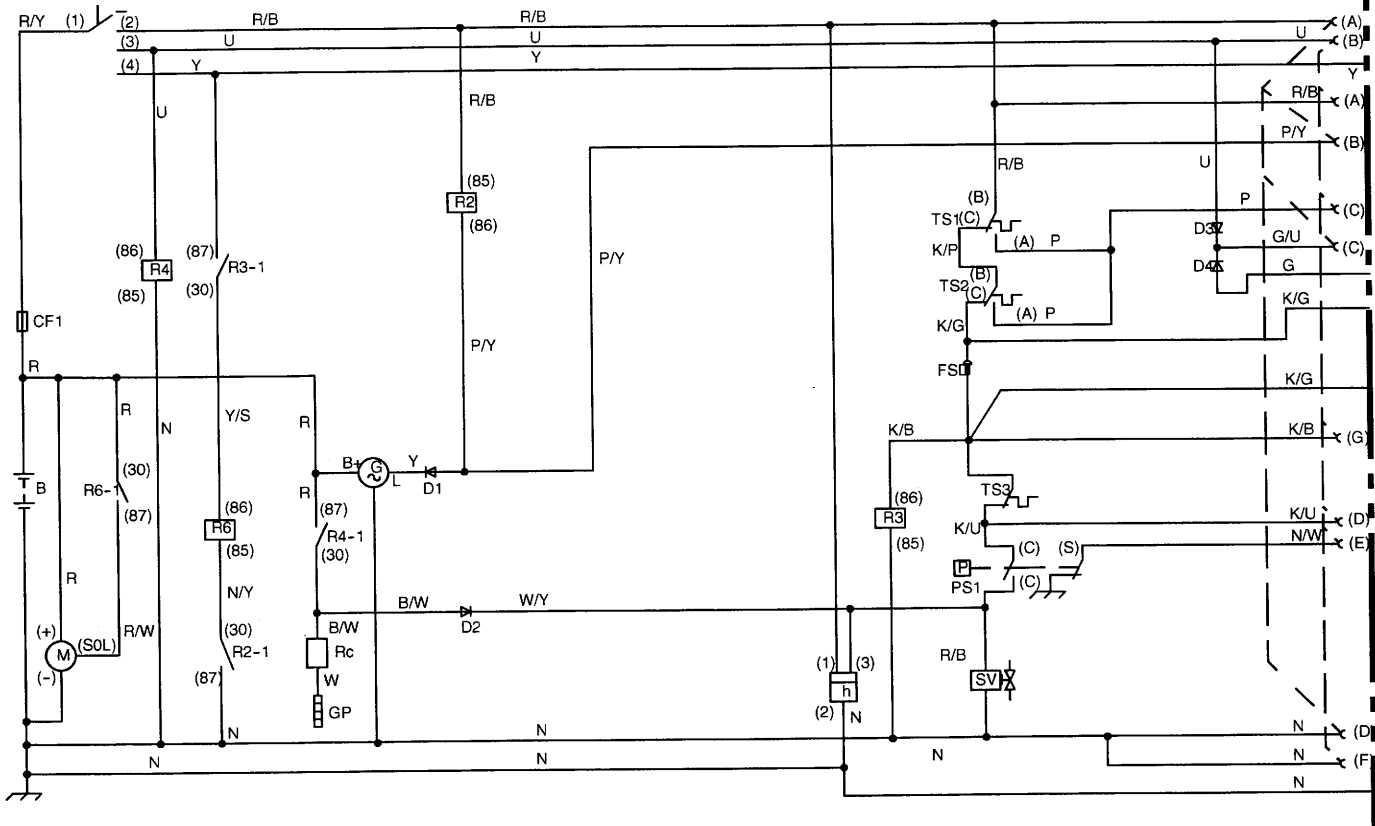 R/Y (1) (2) R/B R/B (A)
(3) U U U (B)
(4) Y Y Y
R/B R/B (A)
U P/Y (B)
R/B U
(85)
R2
(86)
(B) P (C)
TS1 (C) D3
K/P (A) P G/U (C)
(86) (87) P/Y
R4 R3-1 (B) D4 G
(85) (30) TS2 (C)
K/G
CF1 K/G (A) P
P/Y
R FSD
K/G
R Y/S R
N K/B K/B (G)
B+ G Y
L D1
(30) R
B R6-1 (87) TS3
(87) (86) (86)
R6 R4-1 R3 K/U K/U (D)
(85) (30) (85) N/W (E)
(C) (S)
P
PS1 (C)
R N/Y
B/W W/Y
D2
(+) R/W (30) B/W
M (SOL) R2-1 Rc R/B
(-) (87) W (1) (3)
h SV
GP (2) N
N N N (D
N N N N (F)
N